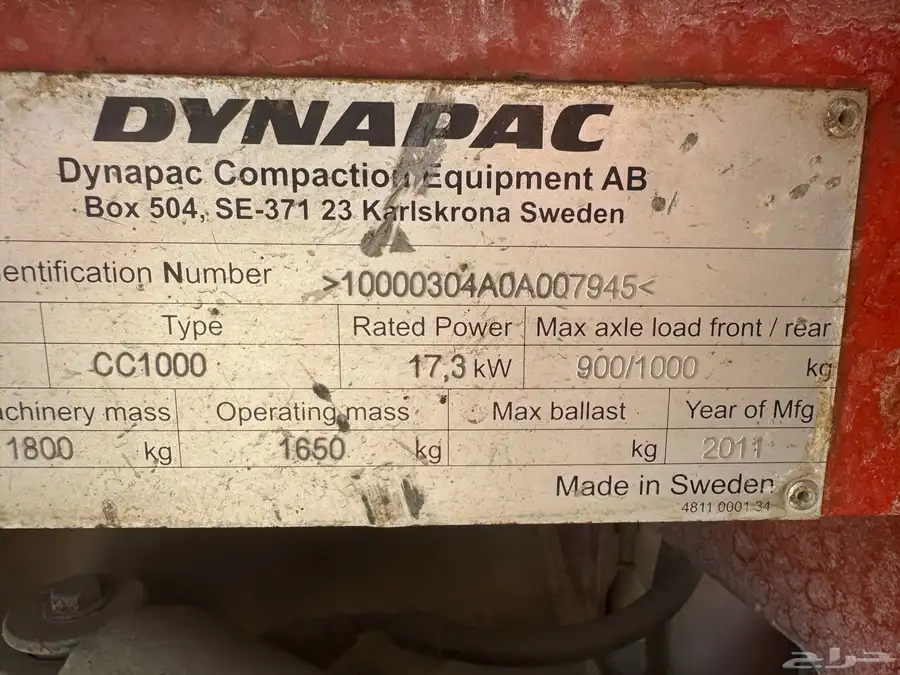 DYNAPAC
Dynapac Compaction Equipment AB
Box 504, SE-371 23 Karlskrona Sweden
entification Number >10000304A0A007945<
Type Rated Power Max axle load front / rear
CC1000 17,3 kW 900/1000 kg
achinery mass Operating mass Max ballast Year of Mfg
1800 kg 1650 kg kg 2011
Made in Sweden
4811 0001 34
حراج